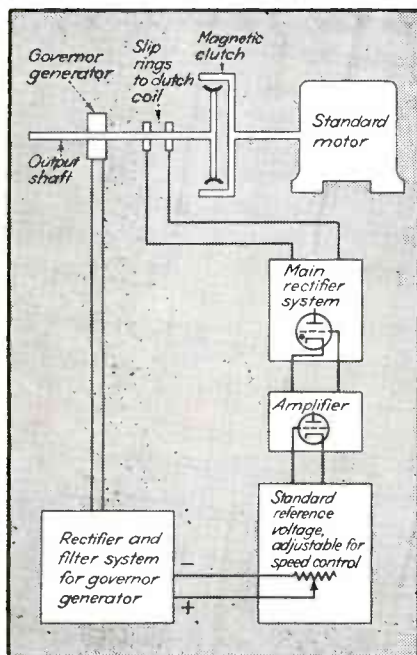 Governor
generator
Slip
rings
to clutch
coil
Magnetic
clutch
Standard
motor
Output
shaft
Main
rectifier
system
Amplifier
Standard
reference
voltage,
adjustable for
speed control
Rectifier and
filter system
for governor
generator
−
+